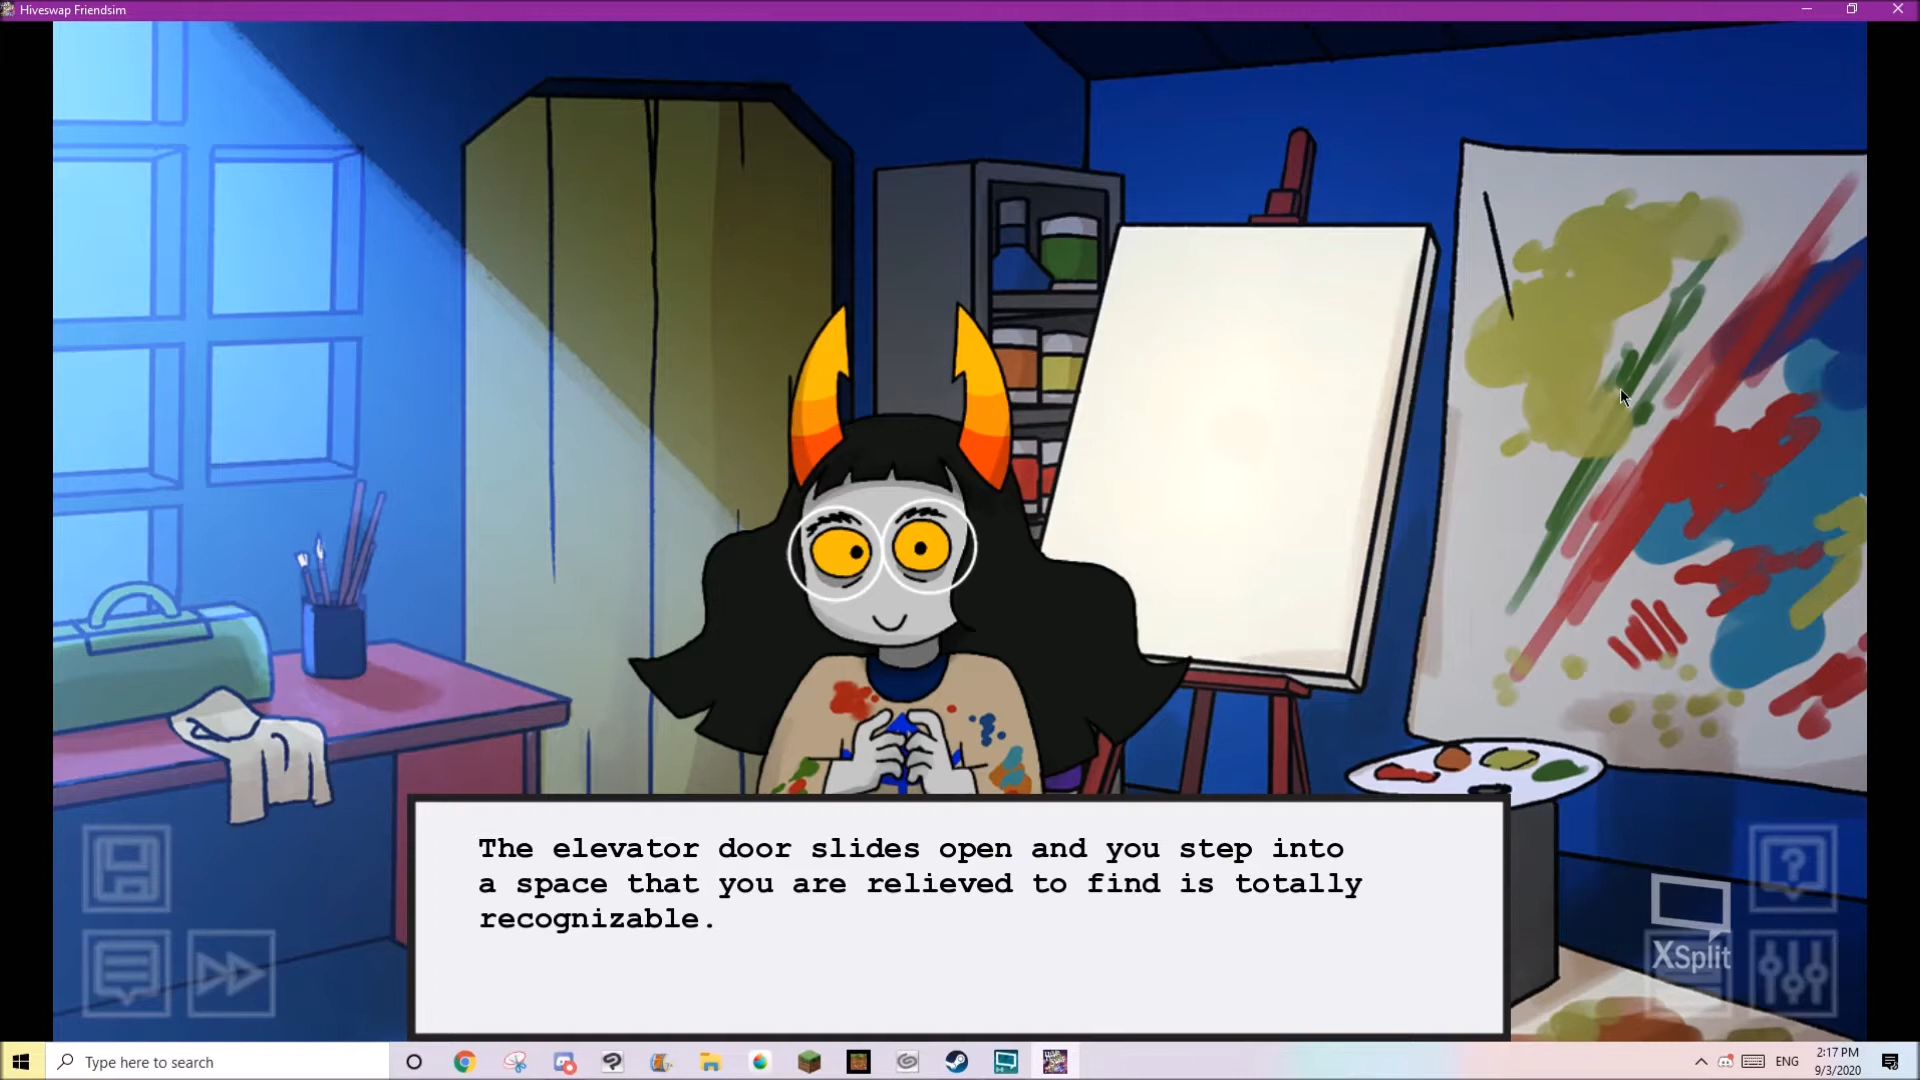 Hiveswap Friendsim
The elevator door slides open and you step into
a space that you are relieved to find is totally
recognizable.
XSplit
Type here to search
ENG
2:17 PM
9/3/2020